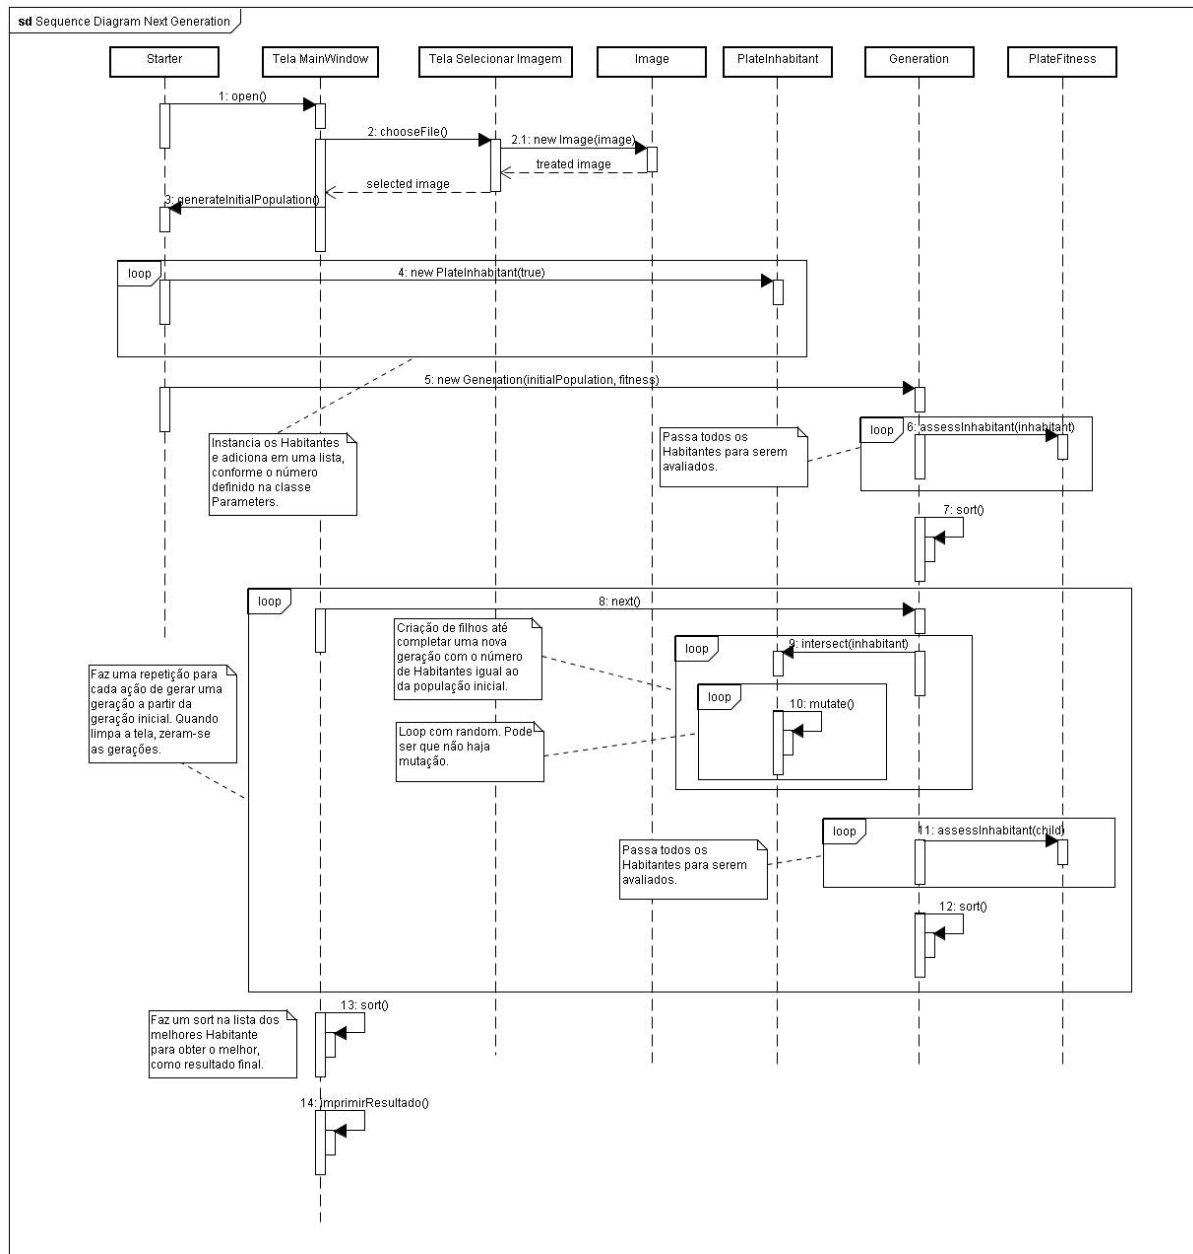 sd Sequence Diagram Next Generation
Starter
Tela MainWindow
Tela Selecionar Imagem
Image
PlateInhabitant
Generation
PlateFitness
1: open()
2: chooseFile()
2.1: new Image(image)
treated image
selected image
3: generateInitialPopulation()
loop
4: new PlateInhabitant(true)
5: new Generation(initialPopulation, fitness)
Instancia os Habitantes
e adiciona em uma lista,
conforme o número
definido na classe
Parameters.
Passa todos os
Habitantes para serem
avaliados.
loop
6: assessInhabitant(inhabitant)
7: sort()
loop
8: next()
Criação de filhos até
completar uma nova
geração com o número
de Habitantes igual ao
da população inicial.
loop
9: intersect(inhabitant)
Faz uma repetição para
cada ação de gerar uma
geração a partir da
geração inicial. Quando
limpa a tela, zeram-se
as gerações.
loop
10: mutate()
Loop com random. Pode
ser que não haja
mutação.
loop
11: assessInhabitant(child)
Passa todos os
Habitantes para serem
avaliados.
12: sort()
13: sort()
Faz um sort na lista dos
melhores Habitante
para obter o melhor,
como resultado final.
14: imprimirResultado()